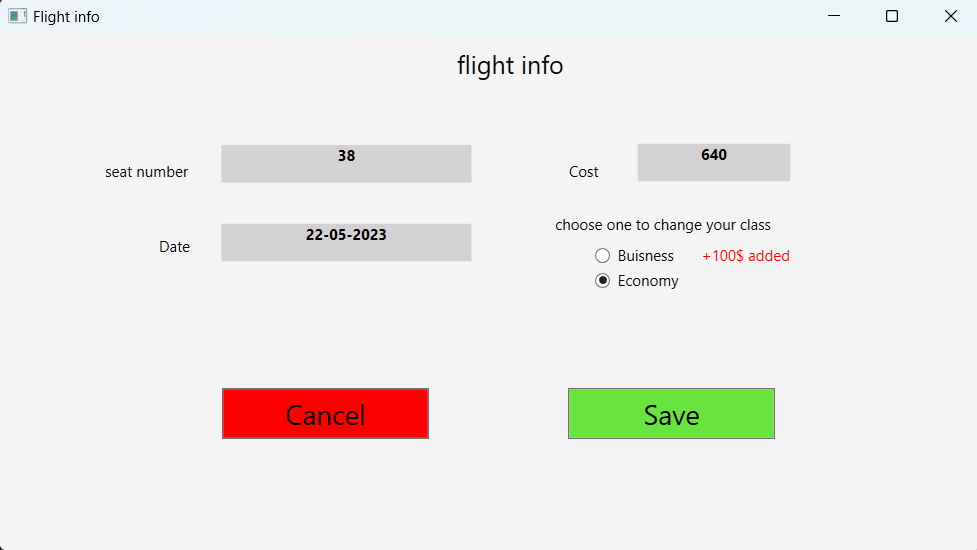 Flight info
flight info
seat number 38
Cost 640
Date 22-05-2023
choose one to change your class
Buisness +100$ added
Economy
Cancel
Save